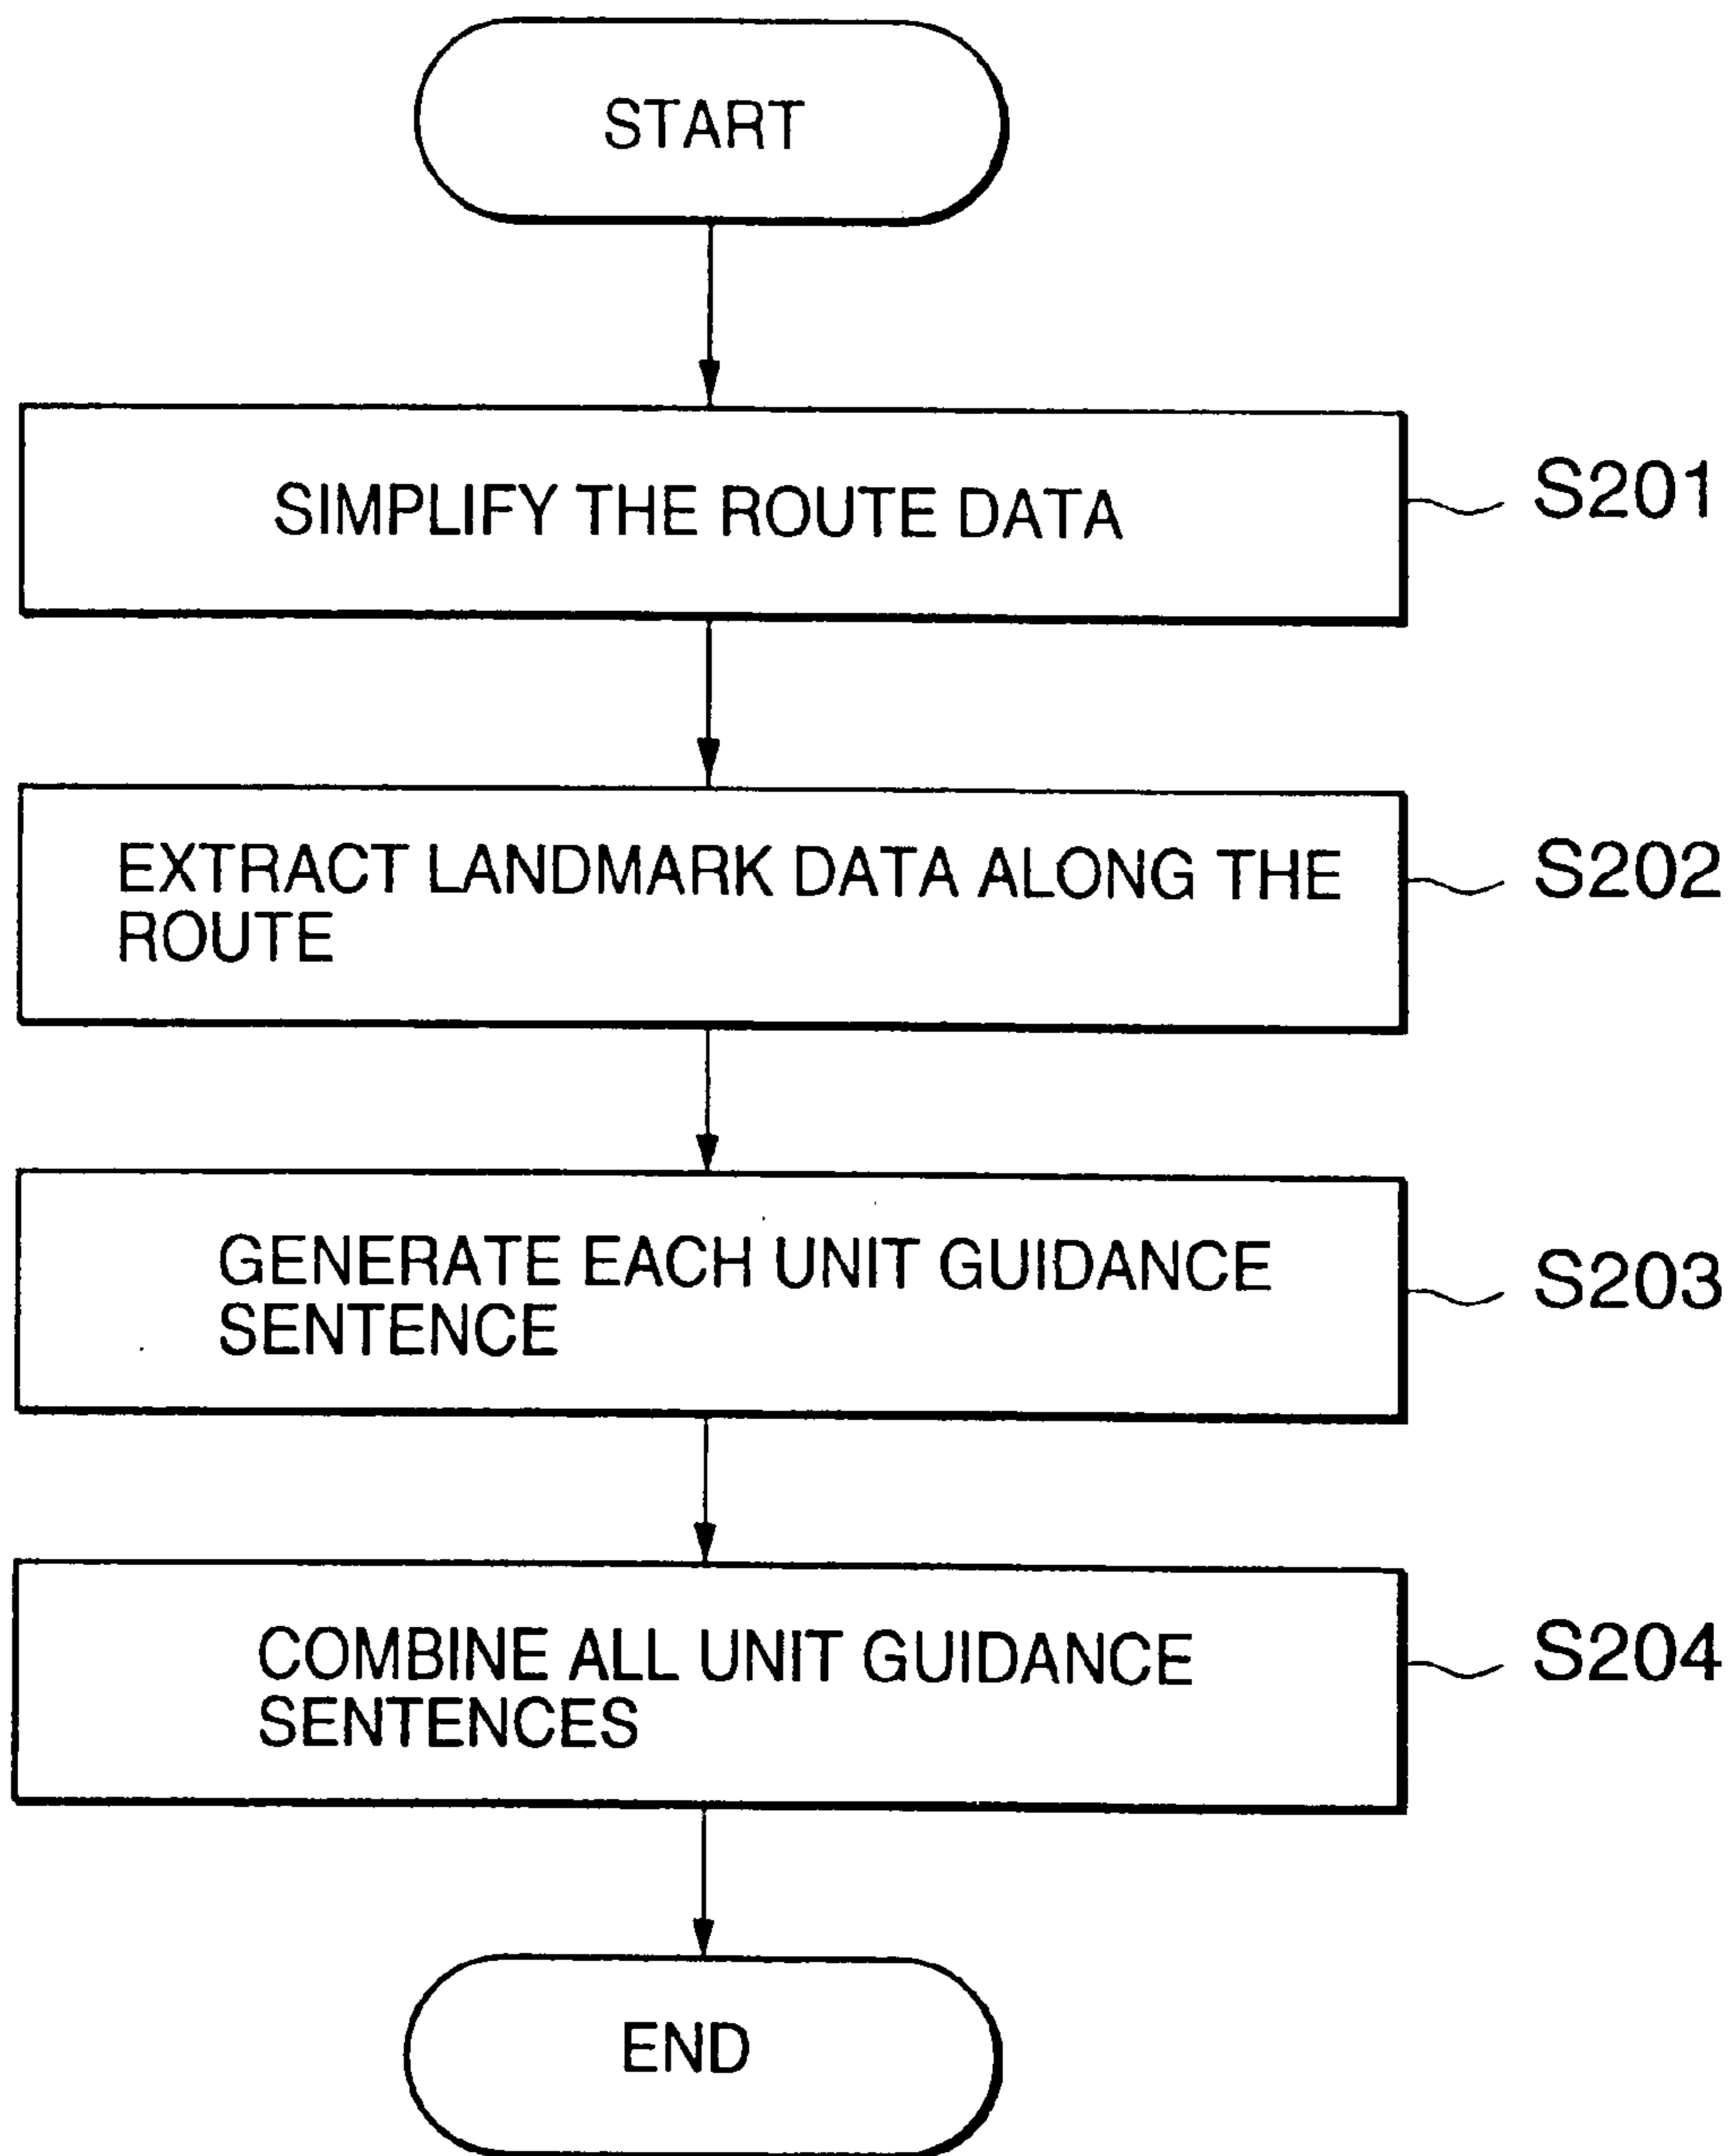 START
SIMPLIFY THE ROUTE DATA
S201
EXTRACT LANDMARK DATA ALONG THE
ROUTE
S202
GENERATE EACH UNIT GUIDANCE
SENTENCE
S203
COMBINE ALL UNIT GUIDANCE
SENTENCES
S204
END